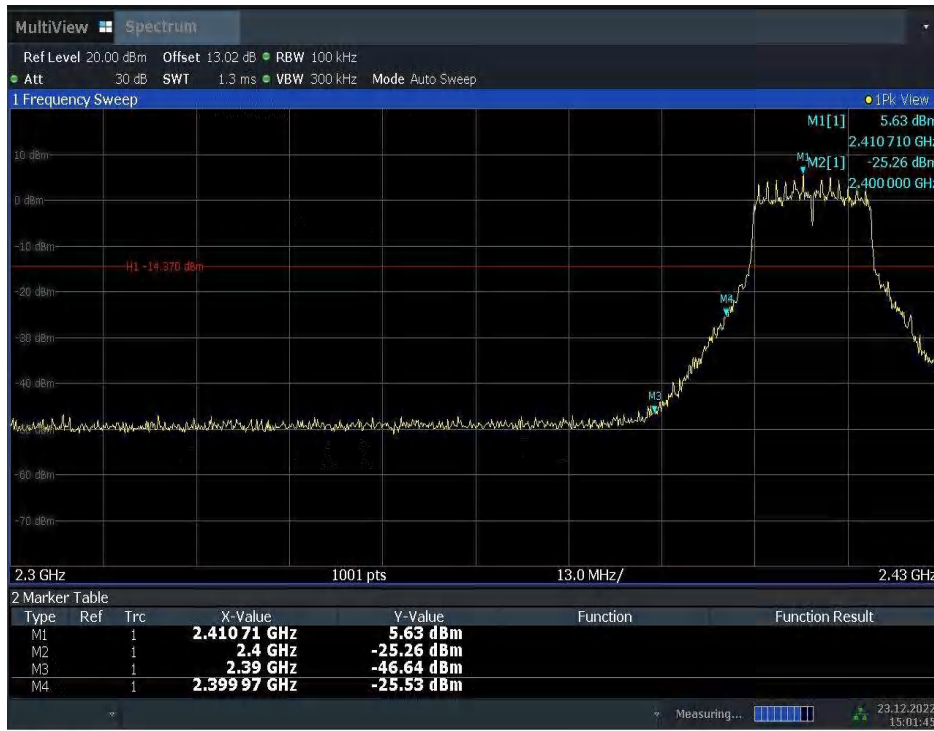 MultiView Spectrum
Ref Level 20.00 dBm Offset 13.02 dB RBW 100 kHz
Att 30 dB SWT 1.3 ms VBW 300 kHz Mode Auto Sweep
1 Frequency Sweep 1Pk View
M1[1] 5.63 dBm
2.410 710 GHz
M1 M2[1] -25.26 dBm
2.400 000 GHz
10 dBm
0 dBm
-10 dBm
H1 -14.370 dBm
-20 dBm
M4
-30 dBm
-40 dBm
M3
-60 dBm
-70 dBm
2.3 GHz 1001 pts 13.0 MHz/ 2.43 GHz
2 Marker Table
Type Ref Trc X-Value Y-Value Function Function Result
M1 1 2.410 71 GHz 5.63 dBm
M2 1 2.4 GHz -25.26 dBm
M3 1 2.39 GHz -46.64 dBm
M4 1 2.399 97 GHz -25.53 dBm
Measuring... 23.12.2022
15:01:45